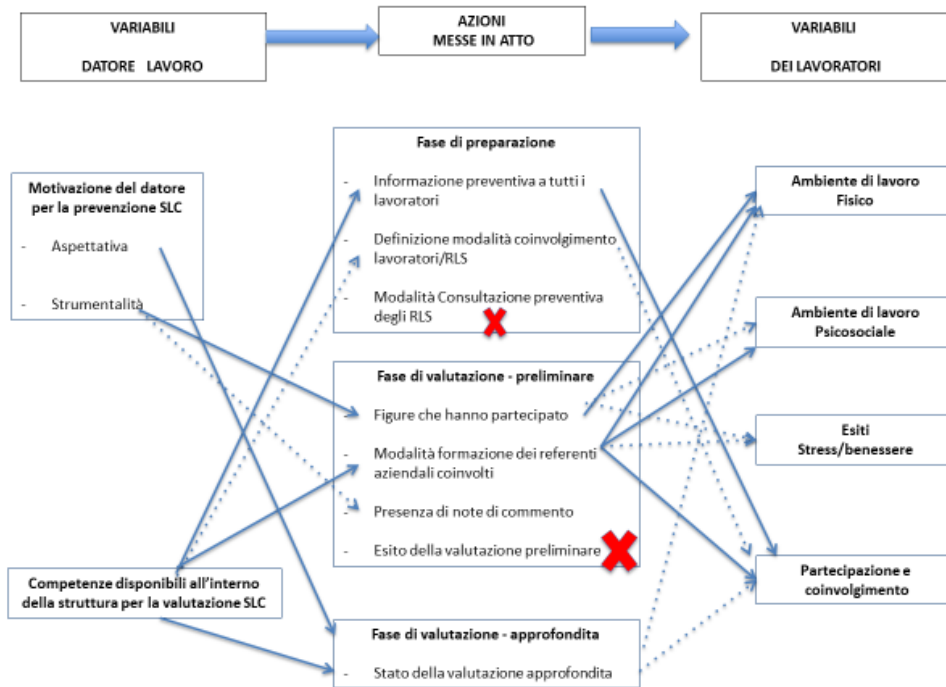 VARIABILI
DATORE LAVORO
AZIONI
MESSE IN ATTO
VARIABILI
DEI LAVORATORI
Motivazione del datore
per la prevenzione SLC
- Aspettativa
- Strumentalità
Competenze disponibili all'interno
della struttura per la valutazione SLC
Fase di preparazione
- Informazione preventiva a tutti i
lavoratori
- Definizione modalità coinvolgimento
lavoratori/RLS
- Modalità Consultazione preventiva
degli RLS
Fase di valutazione - preliminare
- Figure che hanno partecipato
- Modalità formazione dei referenti
aziendali coinvolti
- Presenza di note di commento
- Esito della valutazione preliminare
Fase di valutazione - approfondita
- Stato della valutazione approfondita
Ambiente di lavoro
Fisico
Ambiente di lavoro
Psicosociale
Esiti
Stress/benessere
Partecipazione e
coinvolgimento